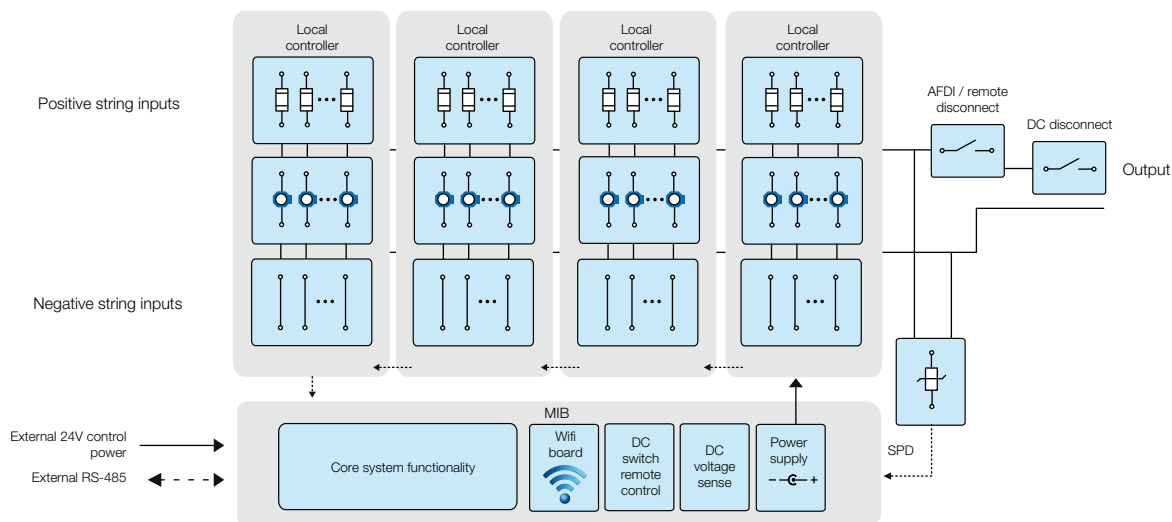 Local
controller
Local
controller
Local
controller
Local
controller
Positive string inputs
AFDI / remote
disconnect
DC disconnect
Output
Negative string inputs
MIB
External 24V control
power
External RS-485
Core system functionality
Wifi
board
DC
switch
remote
control
DC
voltage
sense
Power
supply
SPD